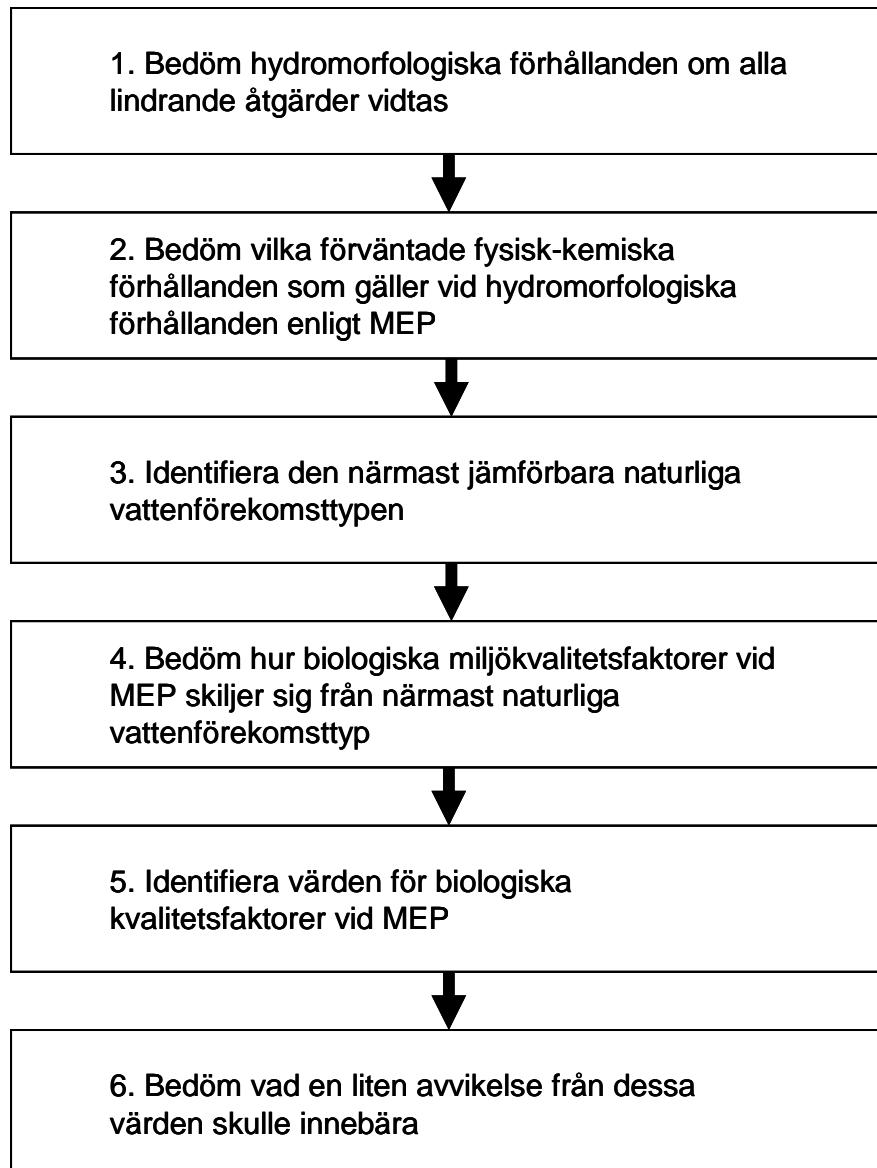 1. Bedöm hydromorfologiska förhållanden om alla
lindrande åtgärder vidtas
2. Bedöm vilka förväntade fysisk-kemiska
förhållanden som gäller vid hydromorfologiska
förhållanden enligt MEP
3. Identifiera den närmast jämförbara naturliga
vattenförekomsttypen
4. Bedöm hur biologiska miljökvalitetsfaktorer vid
MEP skiljer sig från närmast naturliga
vattenförekomsttyp
5. Identifiera värden för biologiska
kvalitetsfaktorer vid MEP
6. Bedöm vad en liten avvikelse från dessa
värden skulle innebära